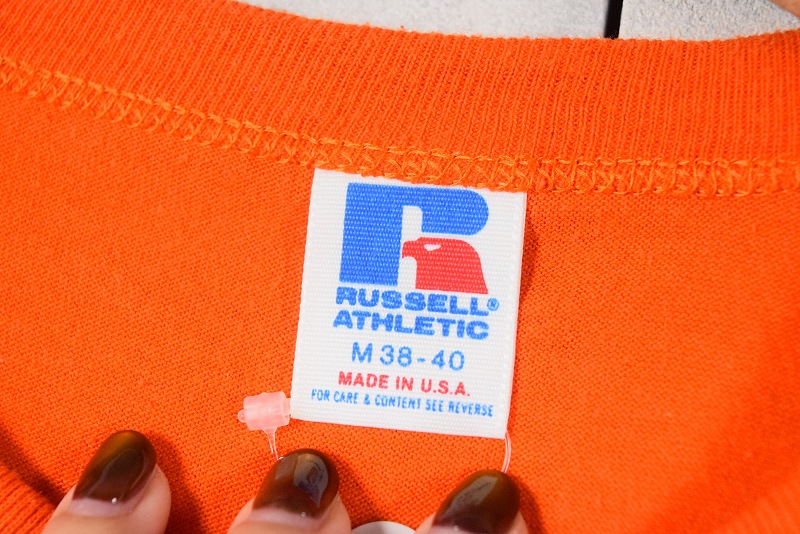 RUSSELL®
ATHLETIC
M 38-40
MADE IN U.S.A.
FOR CARE & CONTENT SEE REVERSE